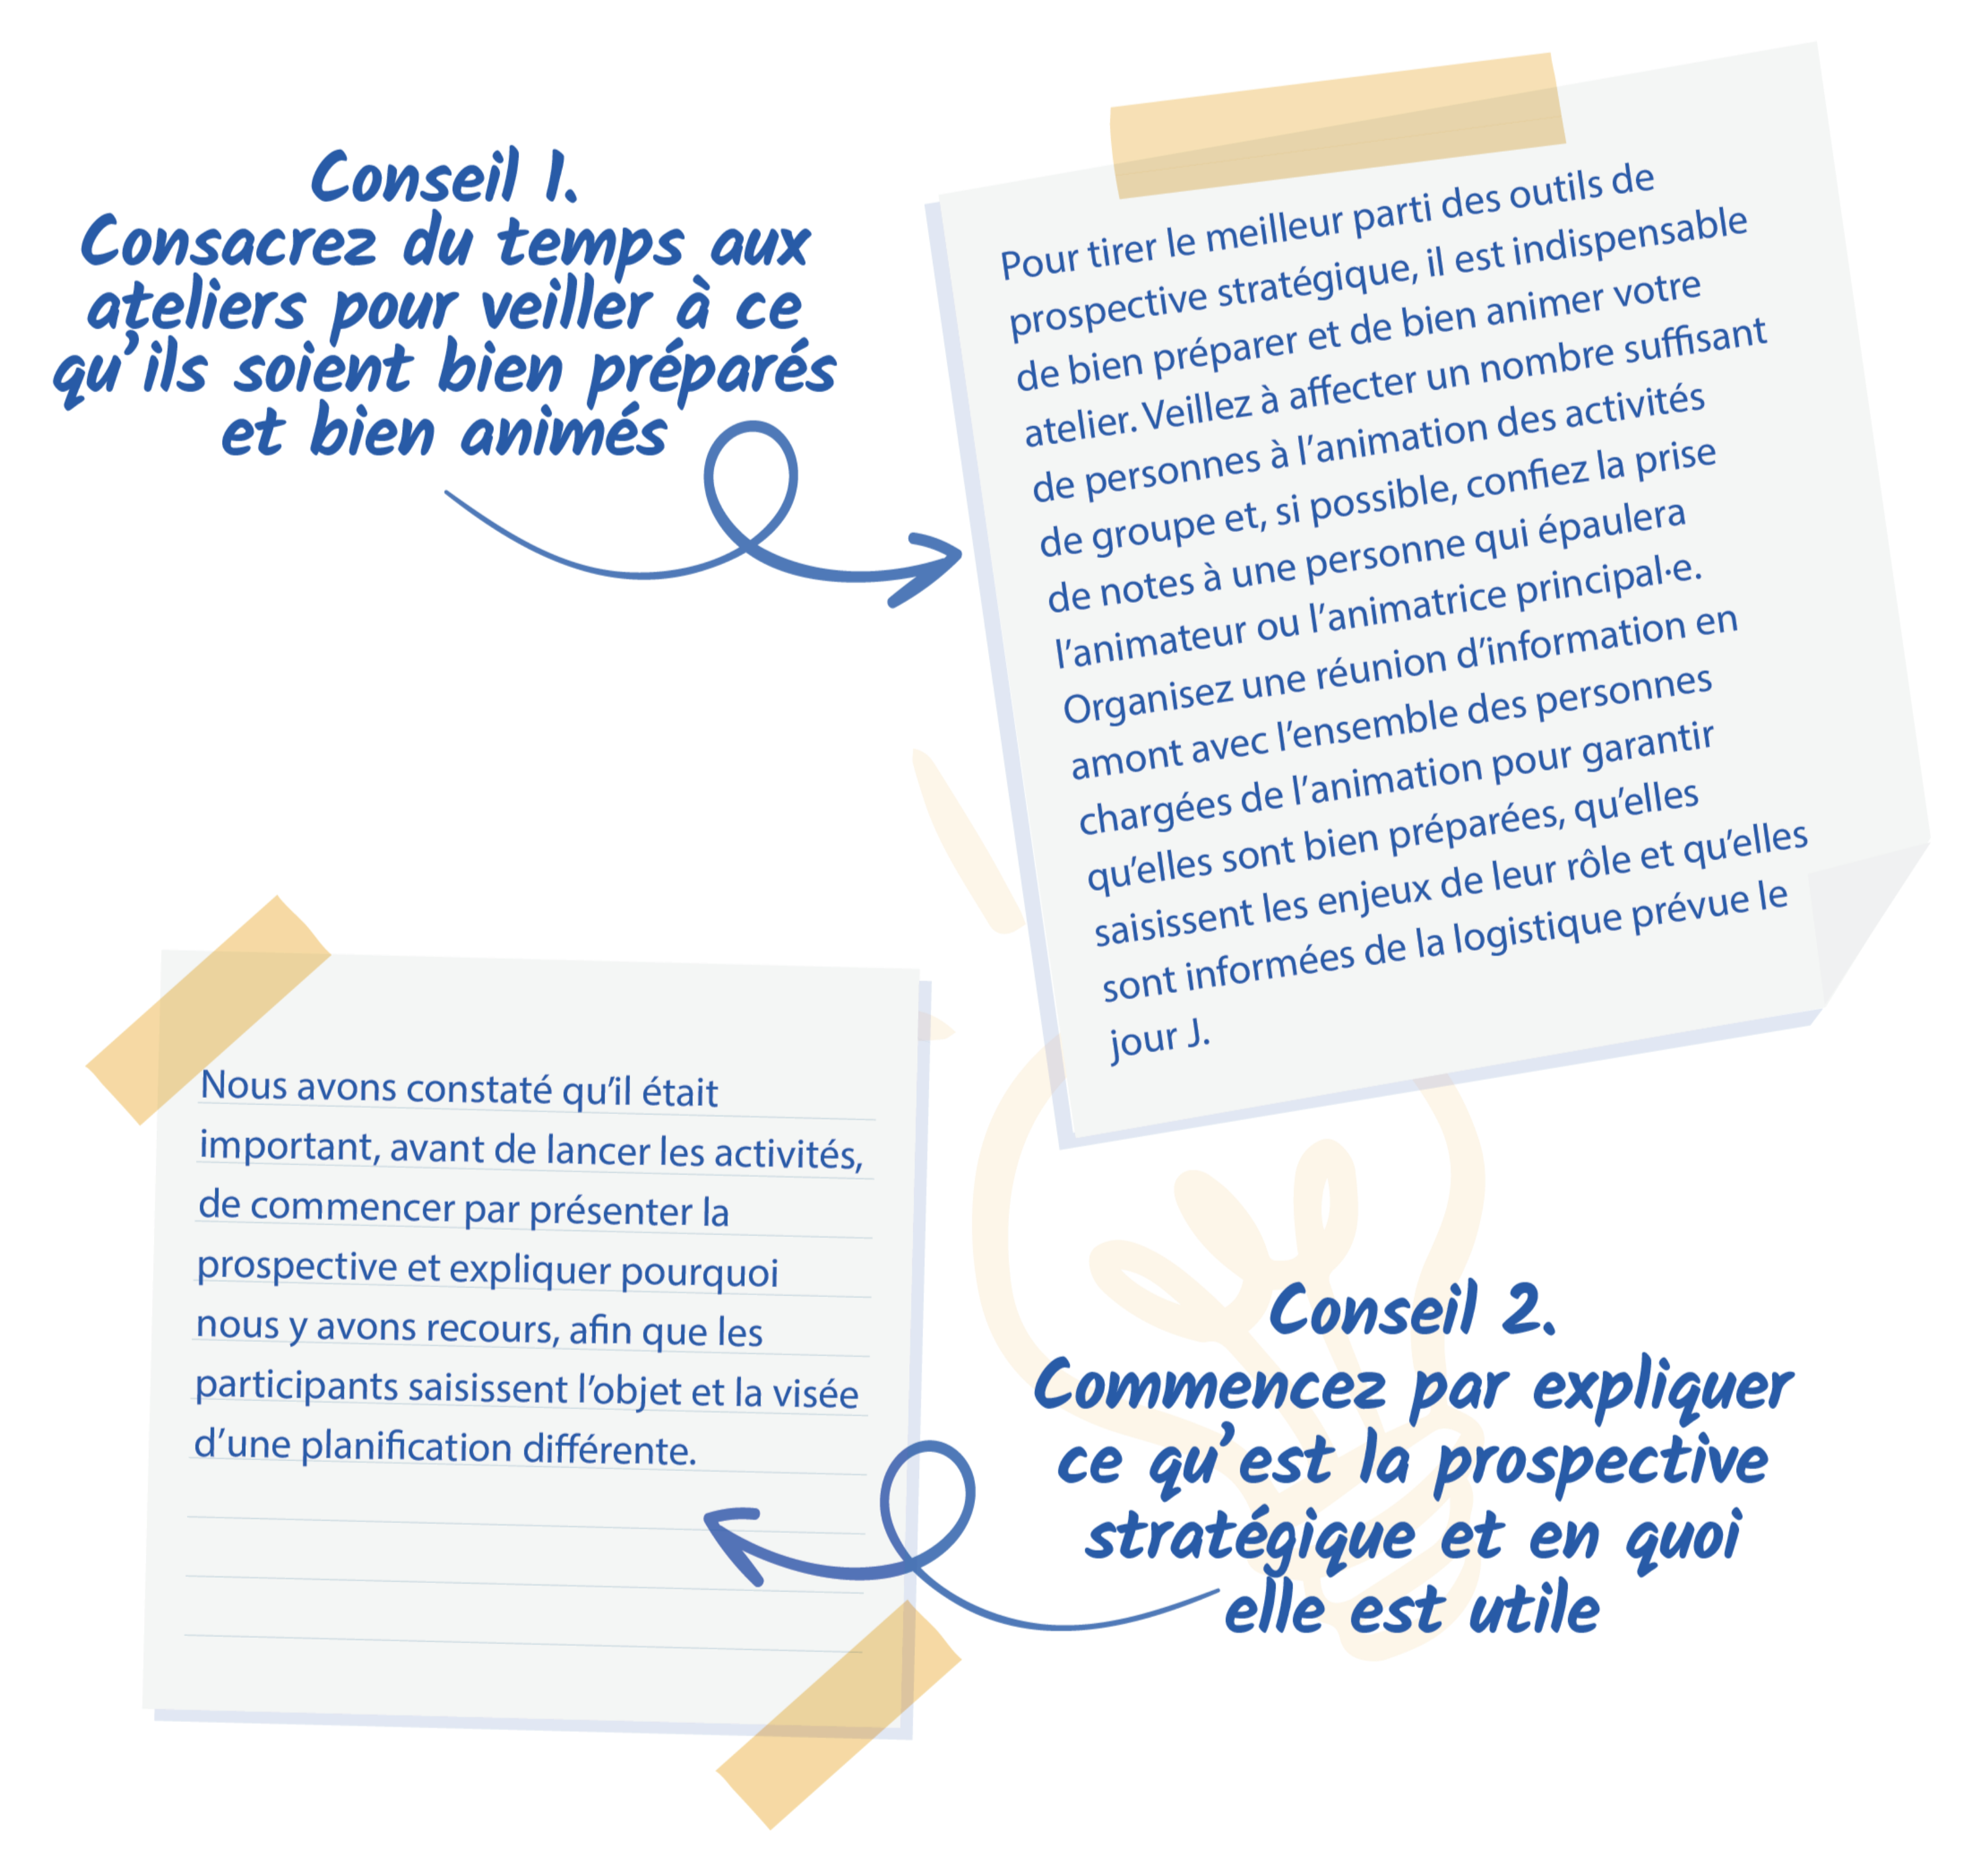 Conseil 1.
Consacrez du temps aux
ateliers pour veiller à ce
qu'ils soient bien préparés
et bien animés
Pour tirer le meilleur parti des outils de
prospective stratégique, il est indispensable
de bien préparer et de bien animer votre
atelier. Veillez à affecter un nombre suffisant
de personnes à l'animation des activités
de groupe et, si possible, confiez la prise
de notes à une personne qui épaulera
l'animateur ou l'animatrice principal·e.
Organisez une réunion d'information en
amont avec l'ensemble des personnes
chargées de l'animation pour garantir
qu'elles sont bien préparées, qu'elles
saisissent les enjeux de leur rôle et qu'elles
sont informées de la logistique prévue le
jour J.
Conseil 2.
Commencez par expliquer
ce qu'est la prospective
stratégique et en quoi
elle est utile
Nous avons constaté qu'il était
important, avant de lancer les activités,
de commencer par présenter la
prospective et expliquer pourquoi
nous y avons recours, afin que les
participants saisissent l'objet et la visée
d'une planification différente.